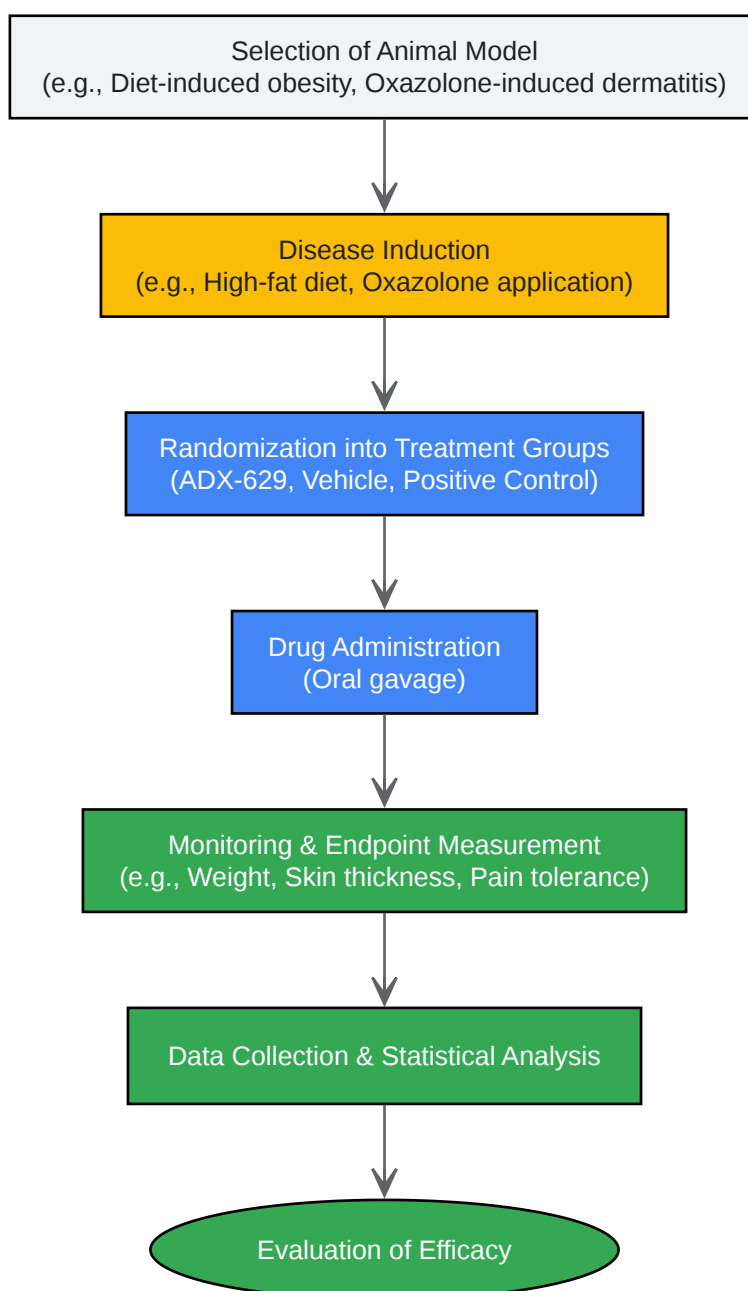 Selection of Animal Model
(e.g., Diet-induced obesity, Oxazolone-induced dermatitis)
Disease Induction
(e.g., High-fat diet, Oxazolone application)
Randomization into Treatment Groups
(ADX-629, Vehicle, Positive Control)
Drug Administration
(Oral gavage)
Monitoring & Endpoint Measurement
(e.g., Weight, Skin thickness, Pain tolerance)
Data Collection & Statistical Analysis
Evaluation of Efficacy